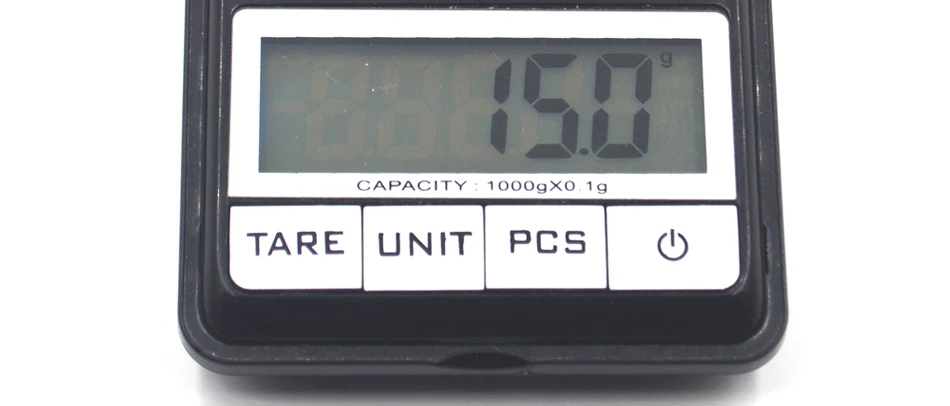 15.0 g
CAPACITY : 1000gX0.1g
TARE UNIT PCS